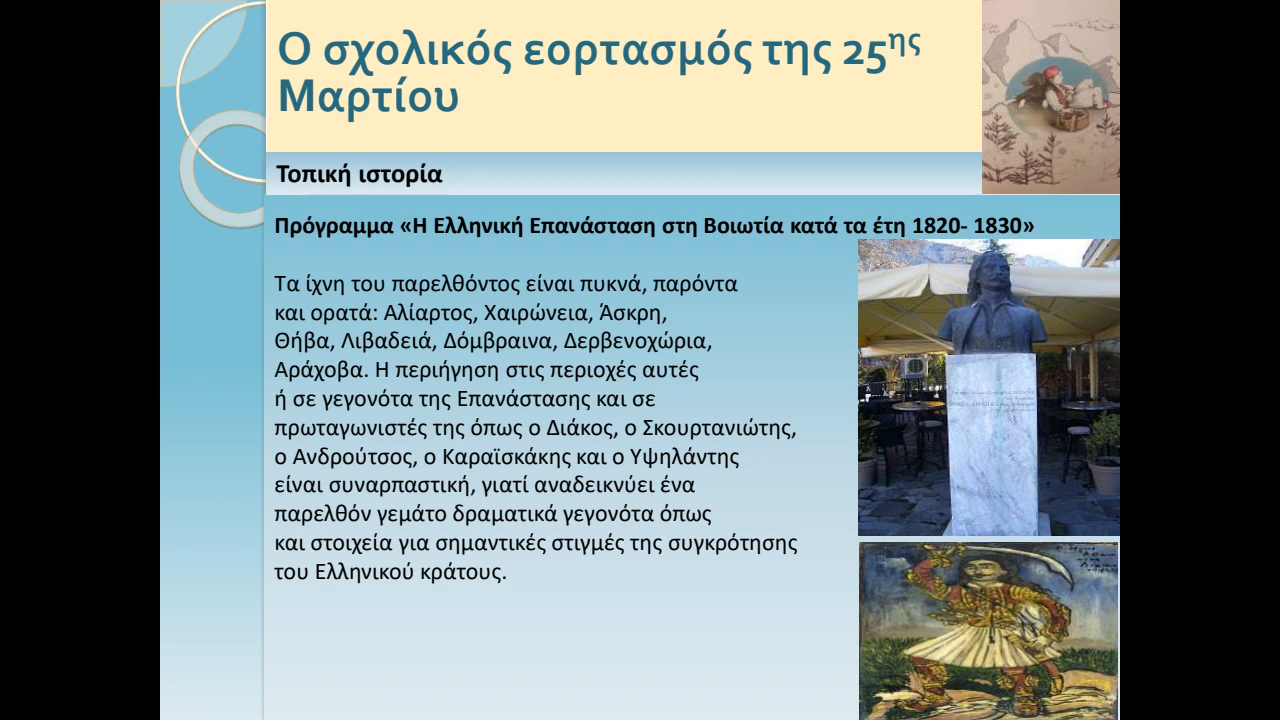 Ο σχολικός εορτασμός της 25ης
Μαρτίου
Τοπική ιστορία
Πρόγραμμα «Η Ελληνική Επανάσταση στη Βοιωτία κατά τα έτη 1820- 1830»
Τα ίχνη του παρελθόντος είναι πυκνά, παρόντα
και ορατά: Αλίαρτος, Χαιρώνεια, Άσκρη,
Θήβα, Λιβαδειά, Δόμβραινα, Δερβενοχώρια,
Αράχοβα. Η περιήγηση στις περιοχές αυτές
ή σε γεγονότα της Επανάστασης και σε
πρωταγωνιστές της όπως ο Διάκος, ο Σκουρτανιώτης,
ο Ανδρούτσος, ο Καραϊσκάκης και ο Υψηλάντης
είναι συναρπαστική, γιατί αναδεικνύει ένα
παρελθόν γεμάτο δραματικά γεγονότα όπως
και στοιχεία για σημαντικές στιγμές της συγκρότησης
του Ελληνικού κράτους.